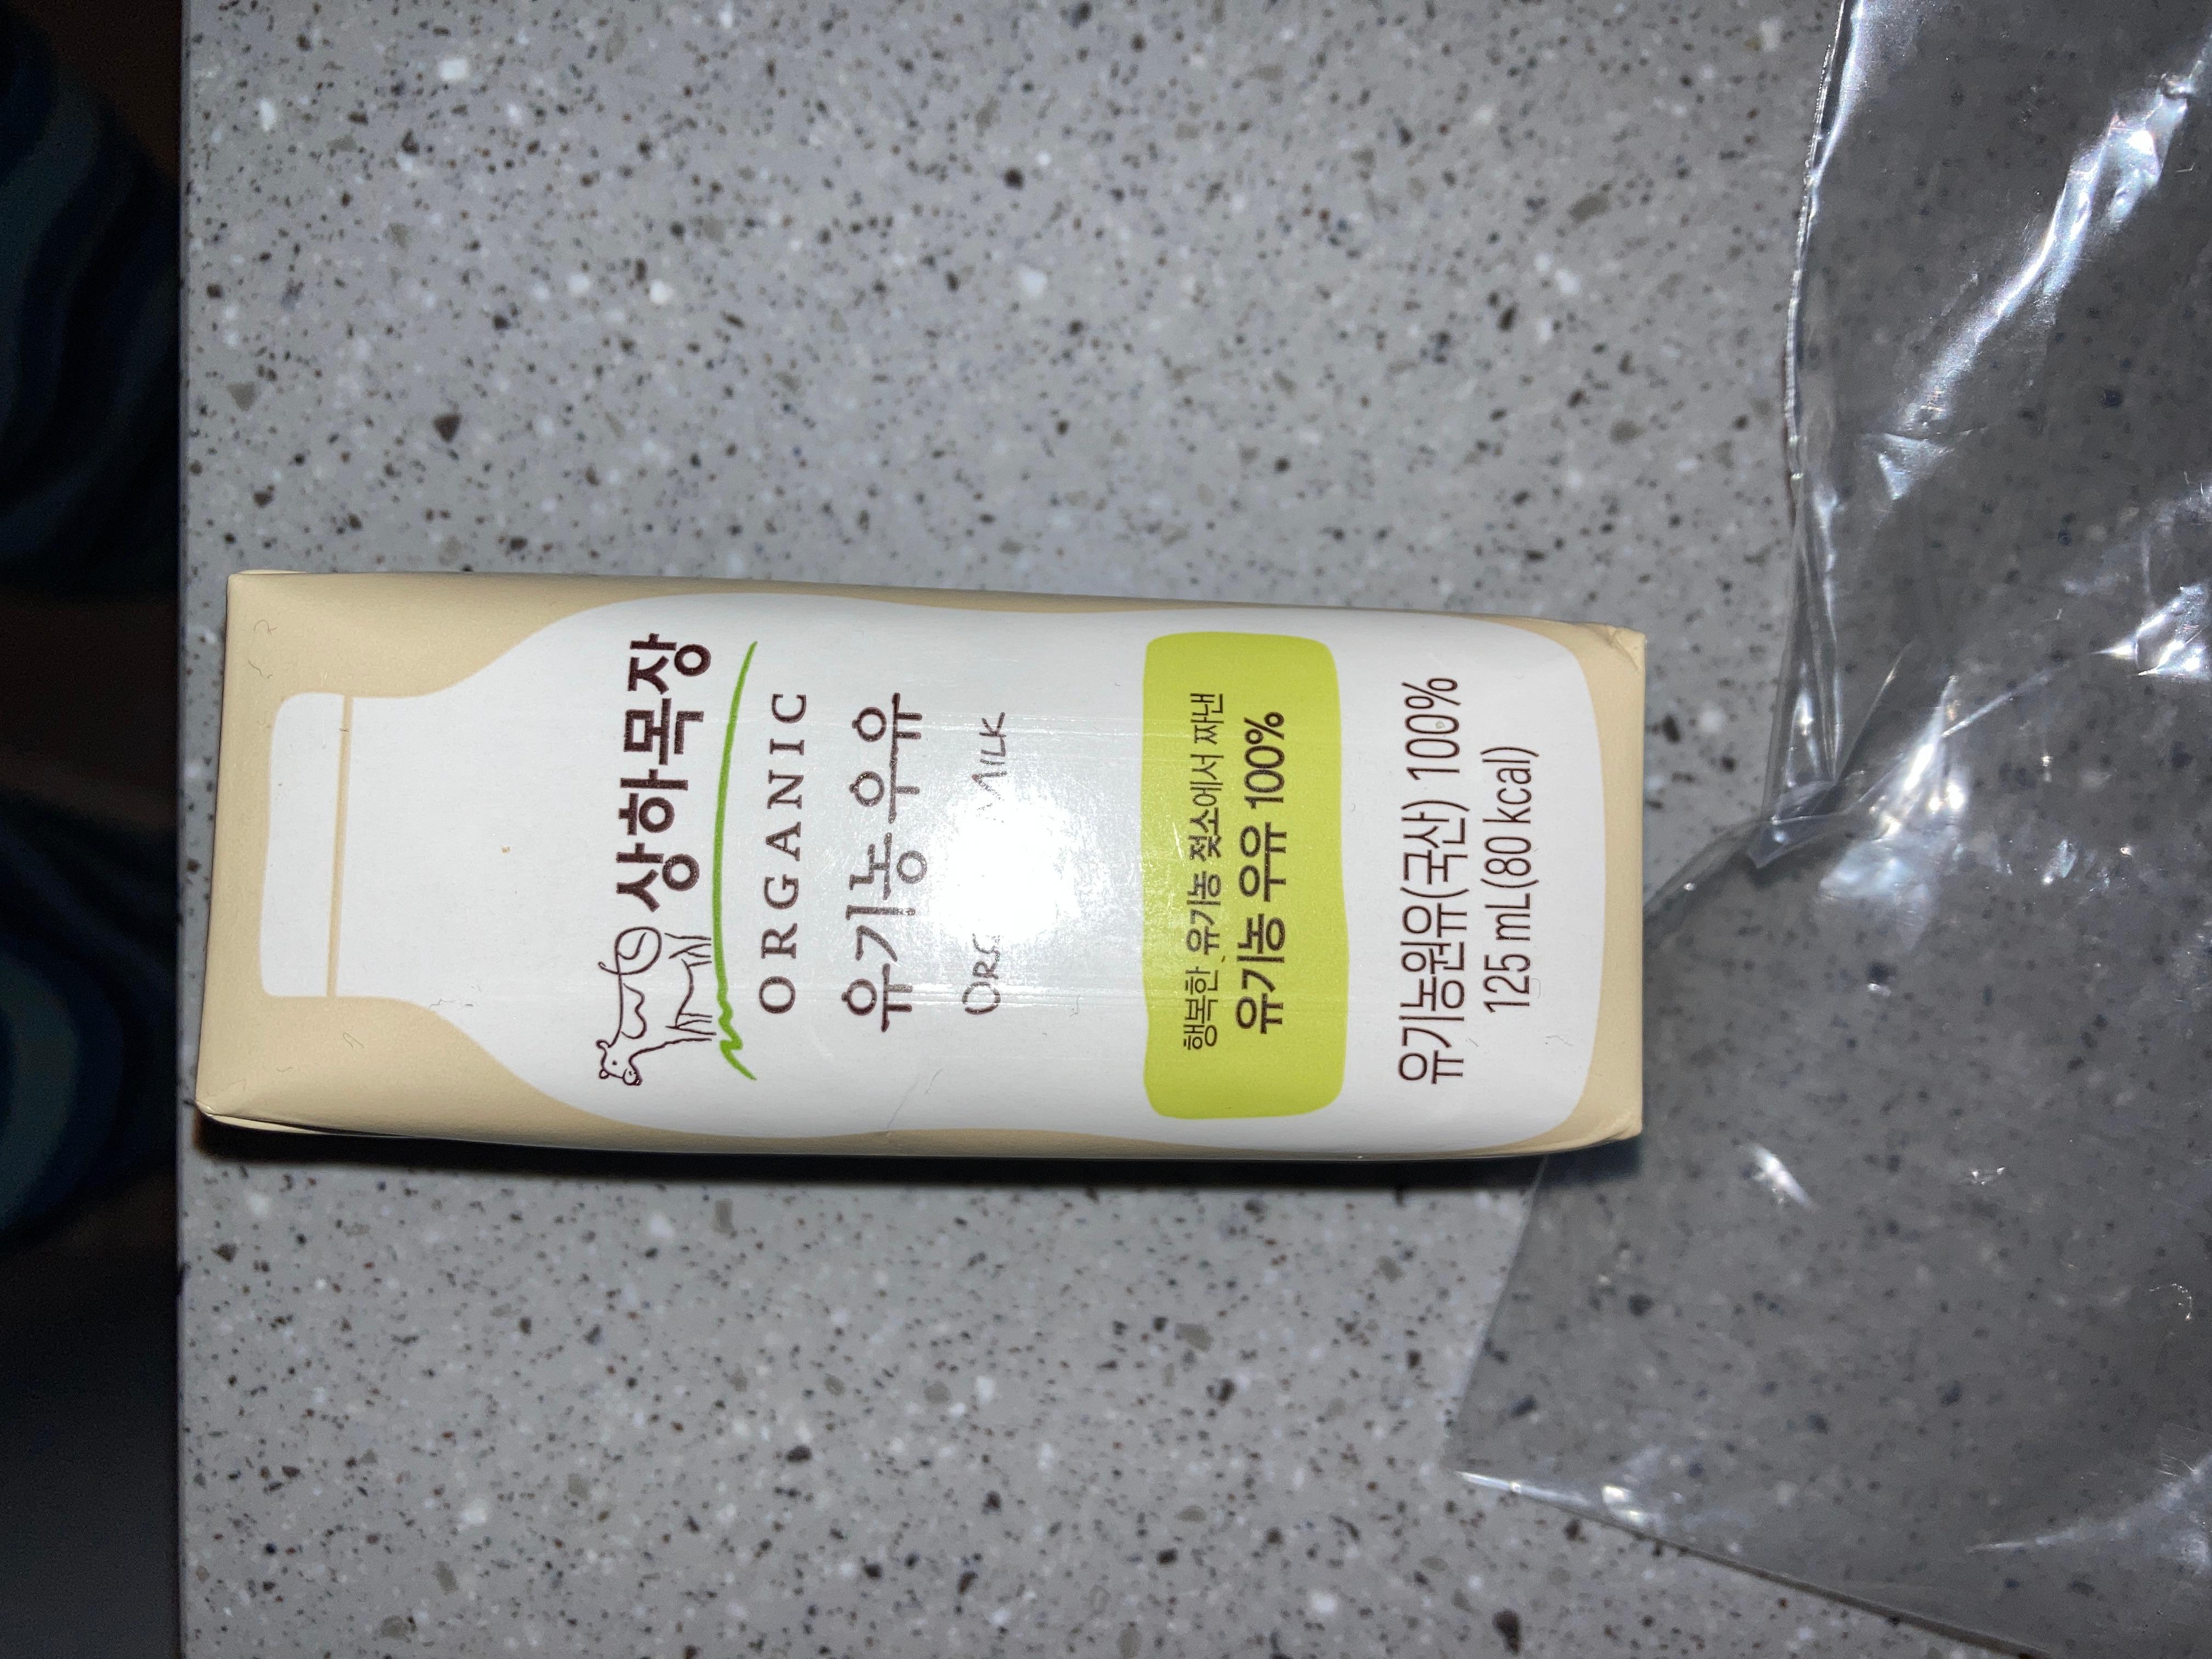 상하목장
ORGANIC
유기농 우유
MILK
행복한 유기농 젖소에서 짜낸
유기농 우유 100%
유기농원유(국산) 100%
125 mL(80 kcal)